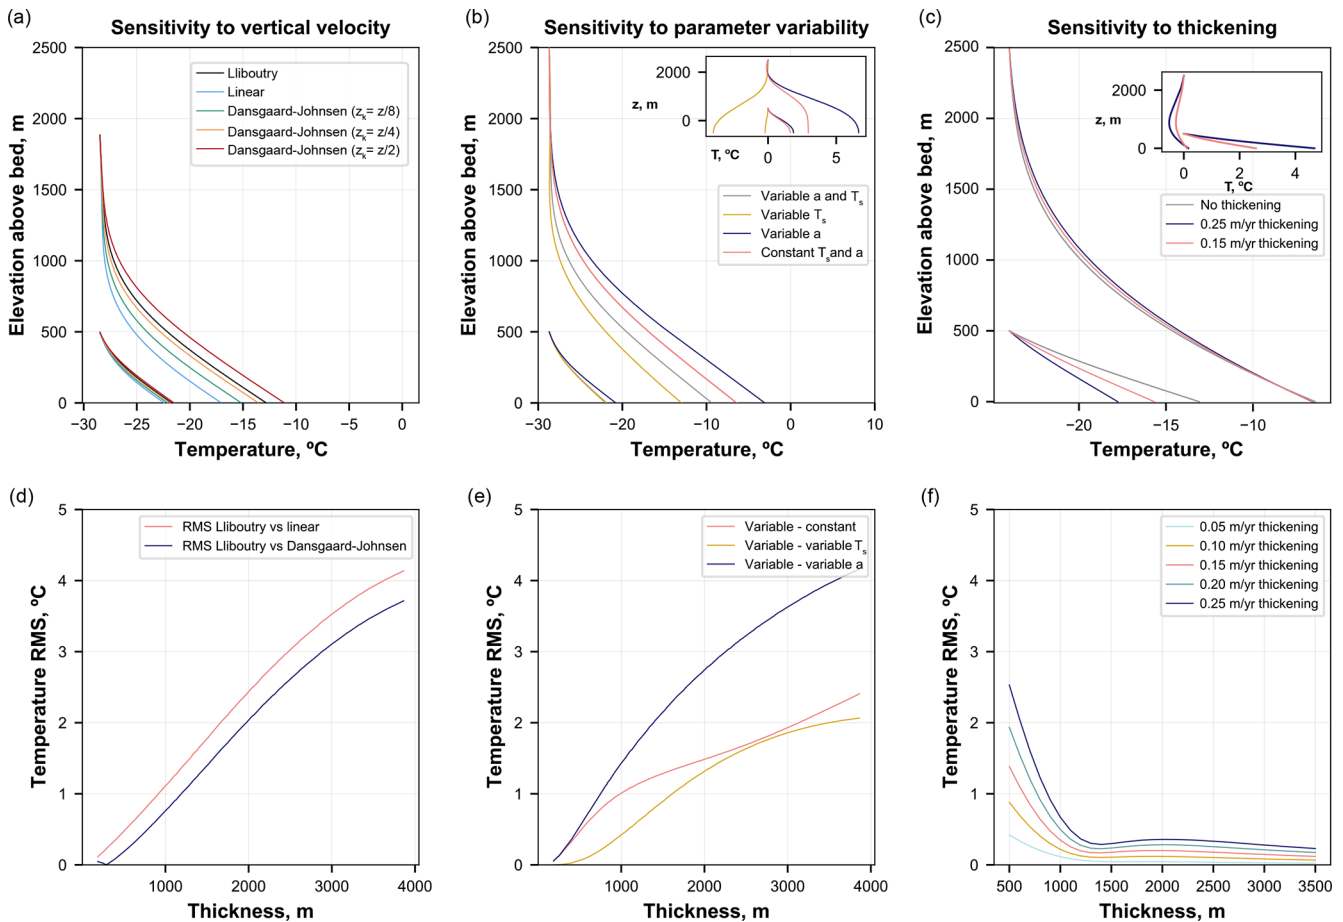 (a)
Sensitivity to vertical velocity
Elevation above bed, m
2500
2000
1500
1000
500
0
Lliboutry
Linear
Dansgaard-Johnsen (zk= z/8)
Dansgaard-Johnsen (zk= z/4)
Dansgaard-Johnsen (zk= z/2)
−30 −25 −20 −15 −10 −5 0
Temperature, ºC
(b)
Sensitivity to parameter variability
Elevation above bed, m
2500
2000
1500
1000
500
0
z, m
2000
0
T, ºC
0 5
Variable a and Ts
Variable Ts
Variable a
Constant Ts and a
−30 −20 −10 0 10
Temperature, ºC
(c)
Sensitivity to thickening
Elevation above bed, m
2500
2000
1500
1000
500
0
z, m
2000
0
0 2 4
T, ºC
No thickening
0.25 m/yr thickening
0.15 m/yr thickening
−20 −15 −10
Temperature, ºC
(d)
Temperature RMS, ºC
5
4
3
2
1
0
RMS Lliboutry vs linear
RMS Lliboutry vs Dansgaard-Johnsen
1000 2000 3000 4000
Thickness, m
(e)
Temperature RMS, ºC
5
4
3
2
1
0
Variable - constant
Variable - variable Ts
Variable - variable a
1000 2000 3000 4000
Thickness, m
(f)
Temperature RMS, ºC
5
4
3
2
1
0
0.05 m/yr thickening
0.10 m/yr thickening
0.15 m/yr thickening
0.20 m/yr thickening
0.25 m/yr thickening
500 1000 1500 2000 2500 3000 3500
Thickness, m